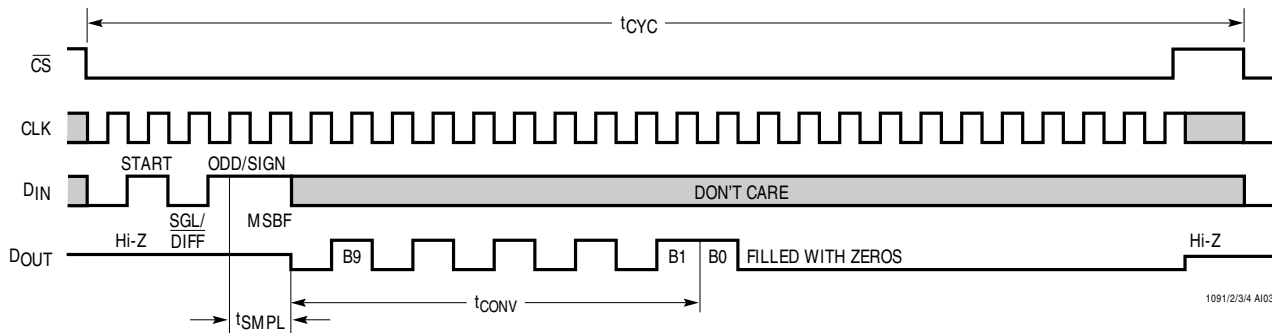 tCYC
CS
CLK
START ODD/SIGN
DIN
DON'T CARE
SGL/
DIFF
MSBF
Hi-Z
Hi-Z
DOUT
B9 B1 B0 FILLED WITH ZEROS
tCONV
tSMPL
1091/2/3/4 AI03